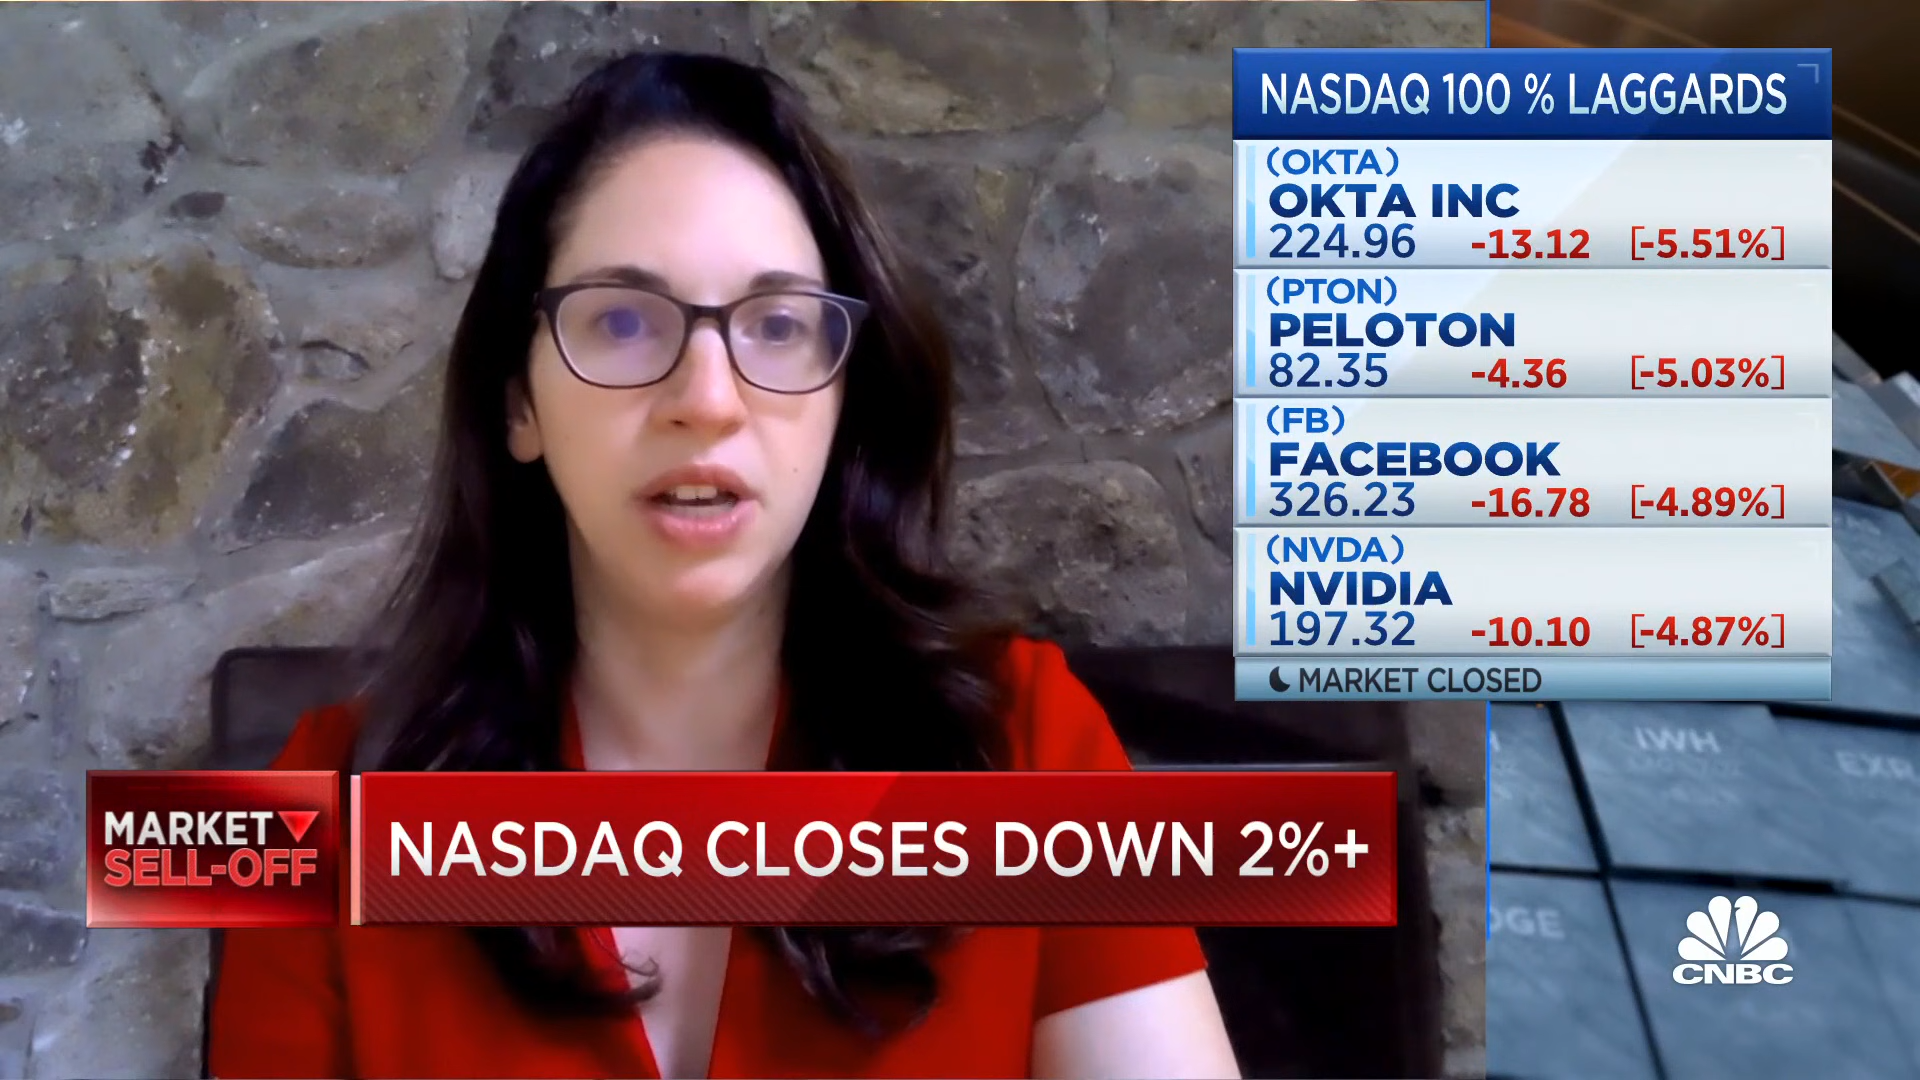 NASDAQ 100 % LAGGARDS
(OKTA)
OKTA INC
224.96 -13.12 [-5.51%]
(PTON)
PELOTON
82.35 -4.36 [-5.03%]
(FB)
FACEBOOK
326.23 -16.78 [-4.89%]
(NVDA)
NVIDIA
197.32 -10.10 [-4.87%]
MARKET CLOSED
IWH
EXR
MARKET
SELL-OFF
NASDAQ CLOSES DOWN 2%+
CNBC